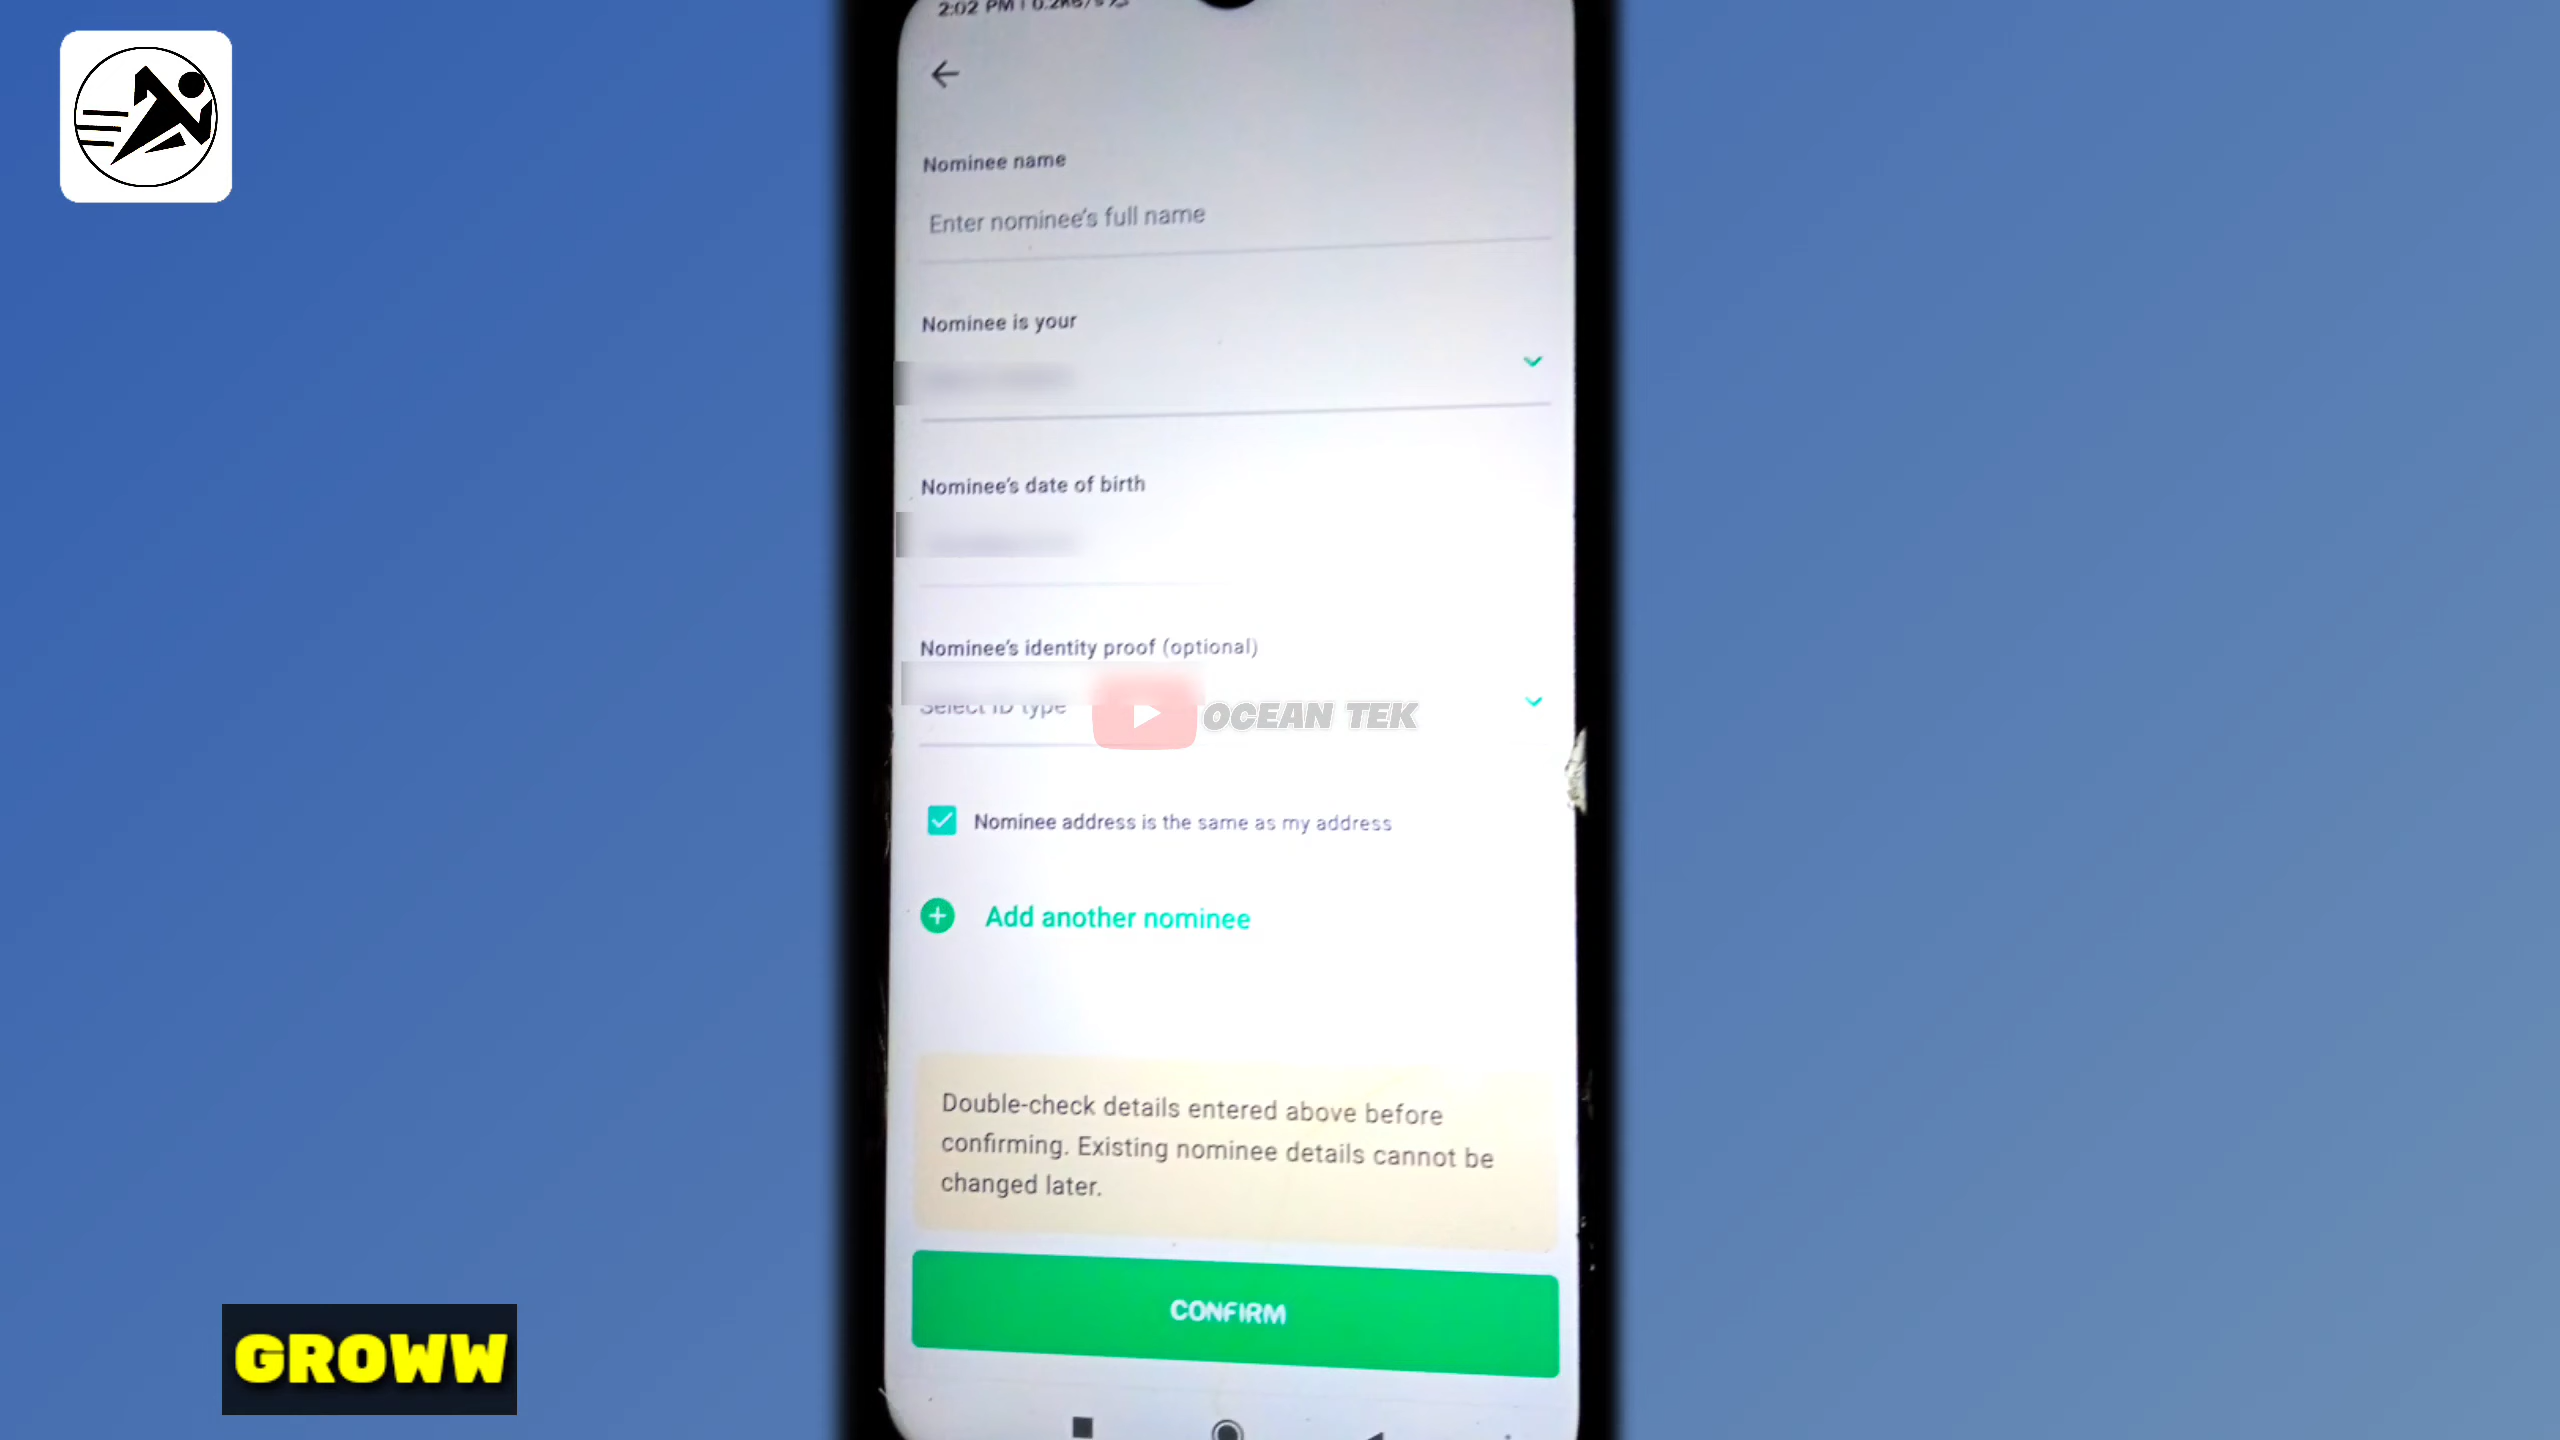 2:02 PM
Nominee name
Enter nominee's full name
Nominee is your
Nominee's date of birth
Nominee's identity proof (optional)
Select ID type
OCEAN TEK
Nominee address is the same as my address
Add another nominee
Double-check details entered above before
confirming. Existing nominee details cannot be
changed later.
CONFIRM
GROWW